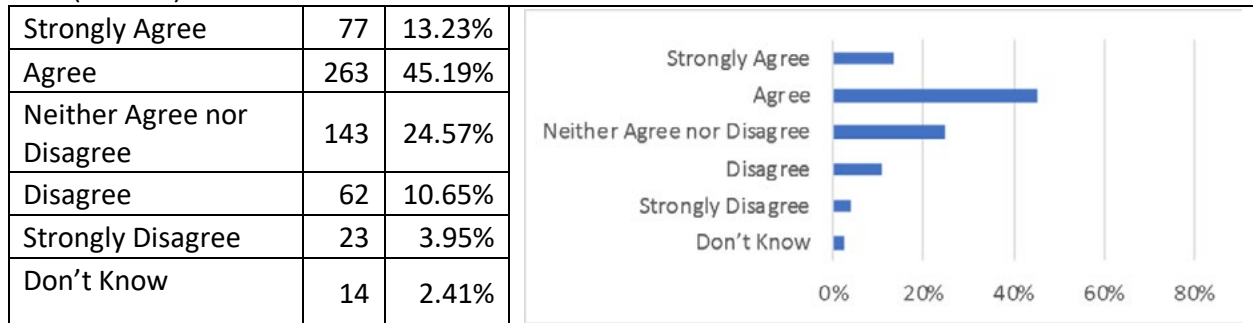 Strongly Agree 77 13.23%
Agree 263 45.19%
Neither Agree nor
Disagree 143 24.57%
Disagree 62 10.65%
Strongly Disagree 23 3.95%
Don’t Know 14 2.41%
Strongly Agree
Agree
Neither Agree nor Disagree
Disagree
Strongly Disagree
Don’t Know
0% 20% 40% 60% 80%